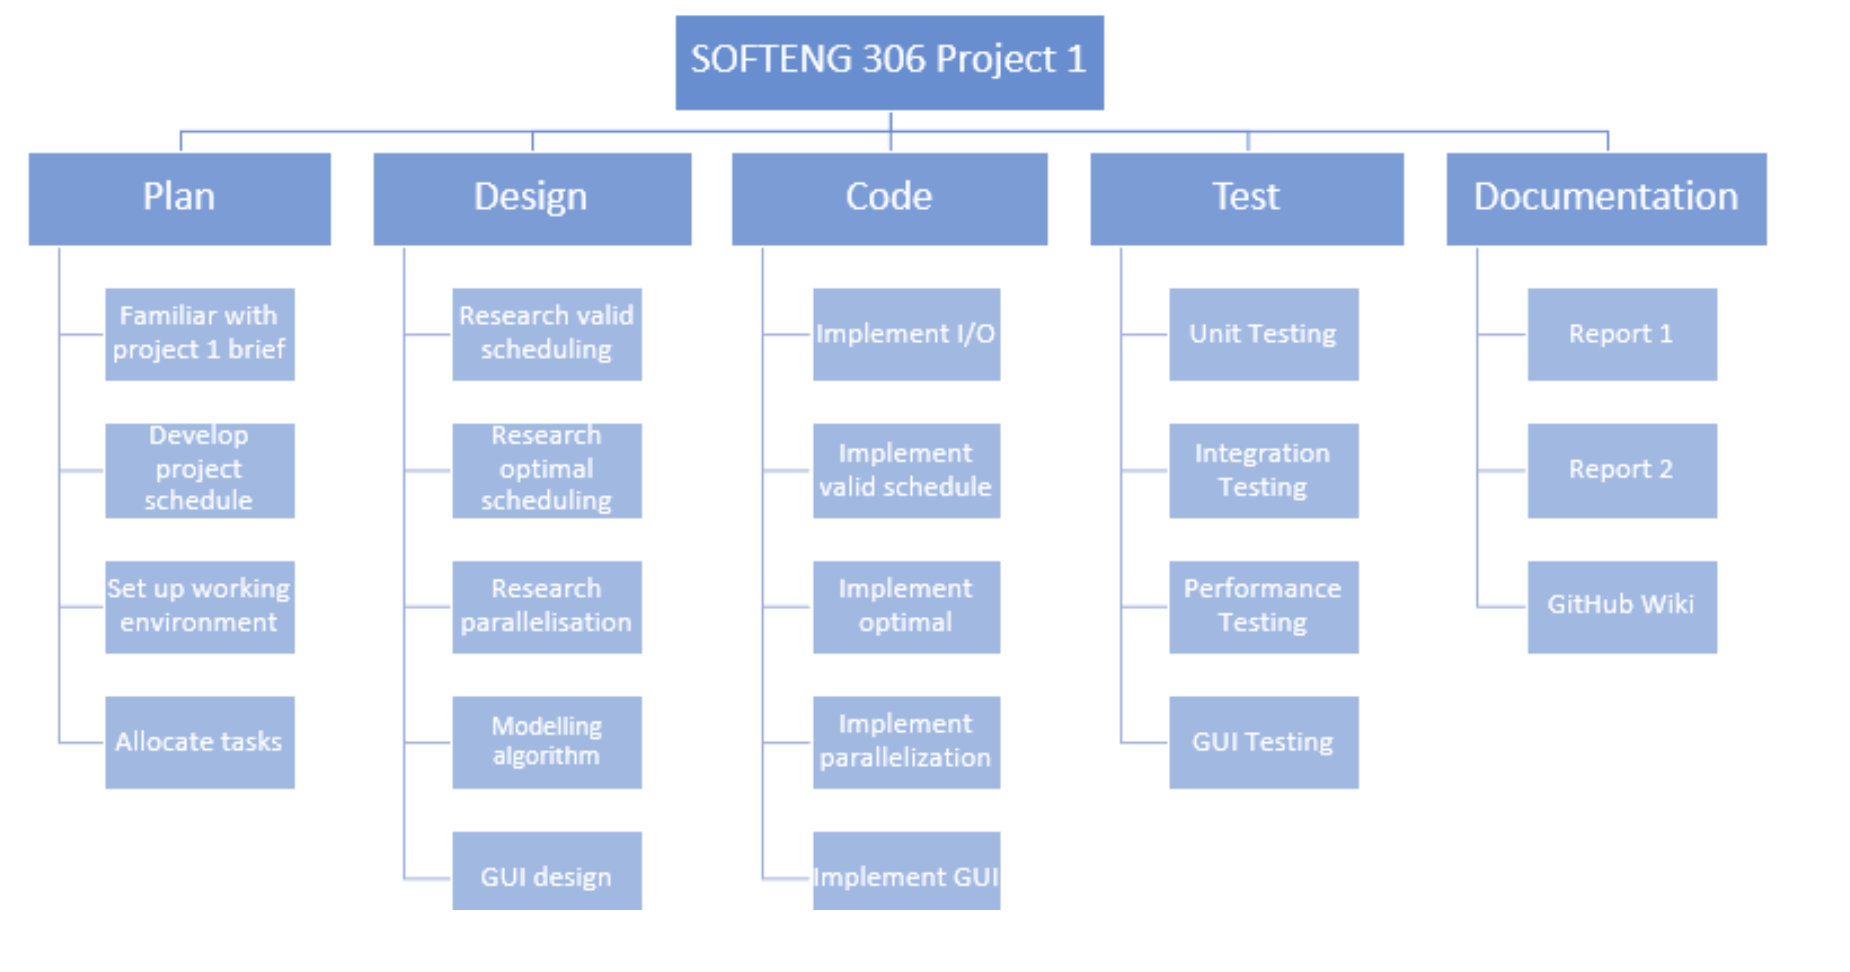 SOFTENG 306 Project 1
Plan
Familiar with
project 1 brief
Develop
project
schedule
Set up working
environment
Allocate tasks
Design
Research valid
scheduling
Research
optimal
scheduling
Research
parallelisation
Modelling
algorithm
GUI design
Code
Implement I/O
Implement
valid schedule
Implement
optimal
Implement
parallelization
Implement GUI
Test
Unit Testing
Integration
Testing
Performance
Testing
GUI Testing
Documentation
Report 1
Report 2
GitHub Wiki